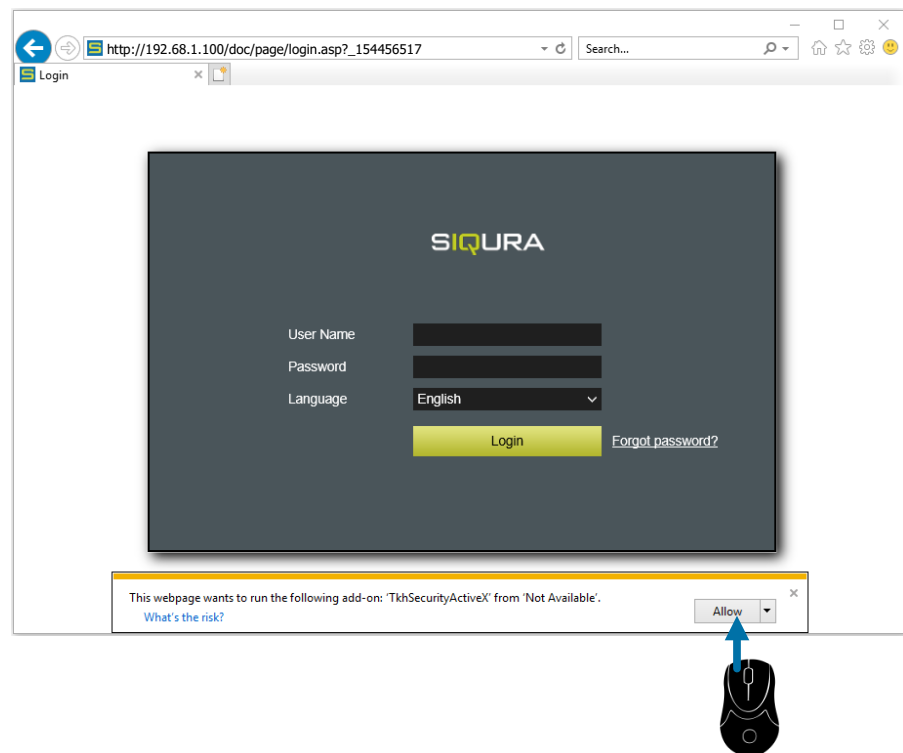 http://192.68.1.100/doc/page/login.asp?_154456517
Search...
Login
SIQURA
User Name
Password
Language English
Login Forgot password?
This webpage wants to run the following add-on: ‘TkhSecurityActiveX’ from ‘Not Available’.
What's the risk?
Allow